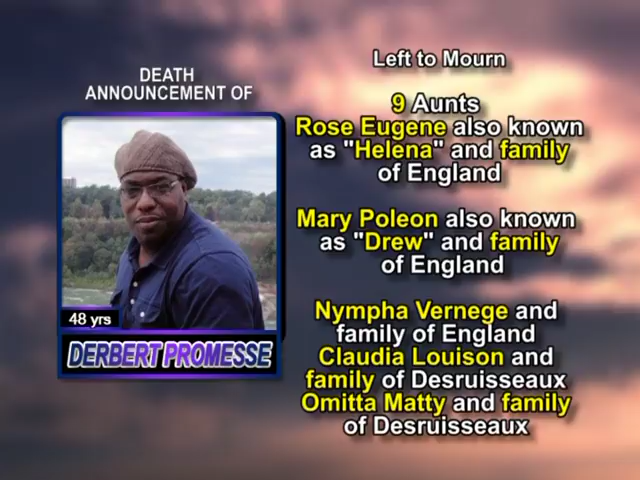 DEATH
ANNOUNCEMENT OF
48 yrs
DERBERT PROMESSE
Left to Mourn
9 Aunts
Rose Eugene also known
as "Helena" and family
of England
Mary Poleon also known
as "Drew" and family
of England
Nympha Vernege and
family of England
Claudia Louison and
family of Desruisseaux
Omitta Matty and family
of Desruisseaux